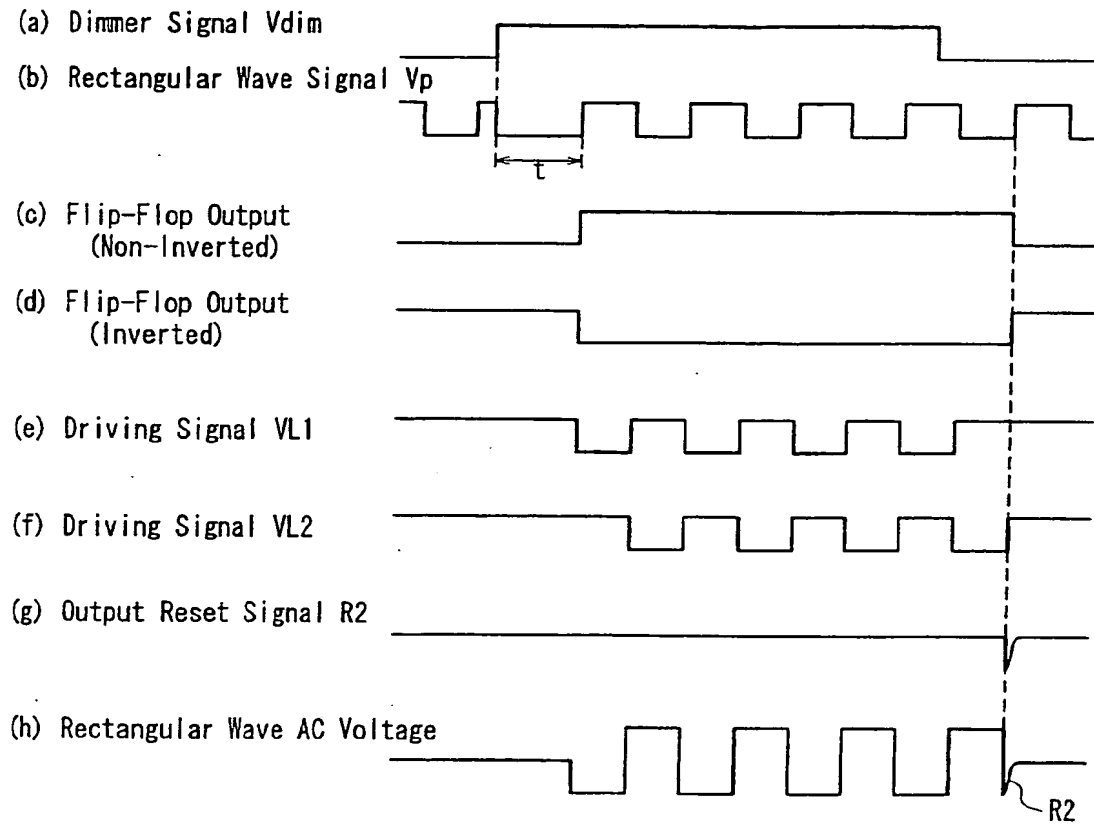 (a) Dimmer Signal Vdim
(b) Rectangular Wave Signal Vp
t
(c) Flip-Flop Output
(Non-Inverted)
(d) Flip-Flop Output
(Inverted)
(e) Driving Signal VL1
(f) Driving Signal VL2
(g) Output Reset Signal R2
(h) Rectangular Wave AC Voltage
R2